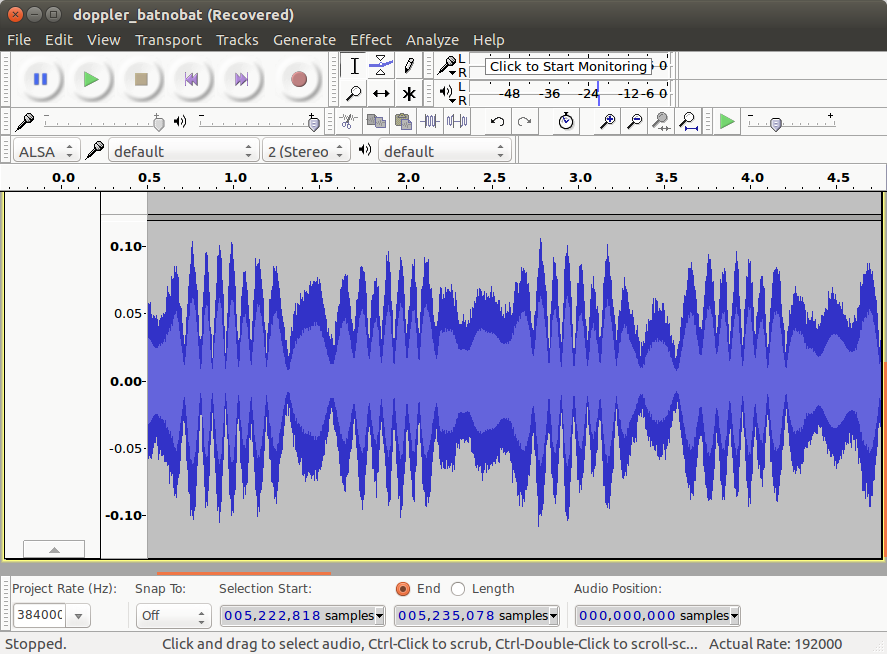 doppler_batnobat (Recovered)
File Edit View Transport Tracks Generate Effect Analyze Help
L
R
Click to Start Monitoring 0
L
R
-48 -36 -24 -12 -6 0
- + - +
- +
ALSA default 2 (Stereo default
0.0 0.5 1.0 1.5 2.0 2.5 3.0 3.5 4.0 4.5
0.10-
0.05-
0.00-
-0.05-
-0.10-
Project Rate (Hz): Snap To: Selection Start: End Length Audio Position:
384000 Off 005,222,818 samples 005,235,078 samples 000,000,000 samples
Stopped. Click and drag to select audio, Ctrl-Click to scrub, Ctrl-Double-Click to scroll-sc... Actual Rate: 192000